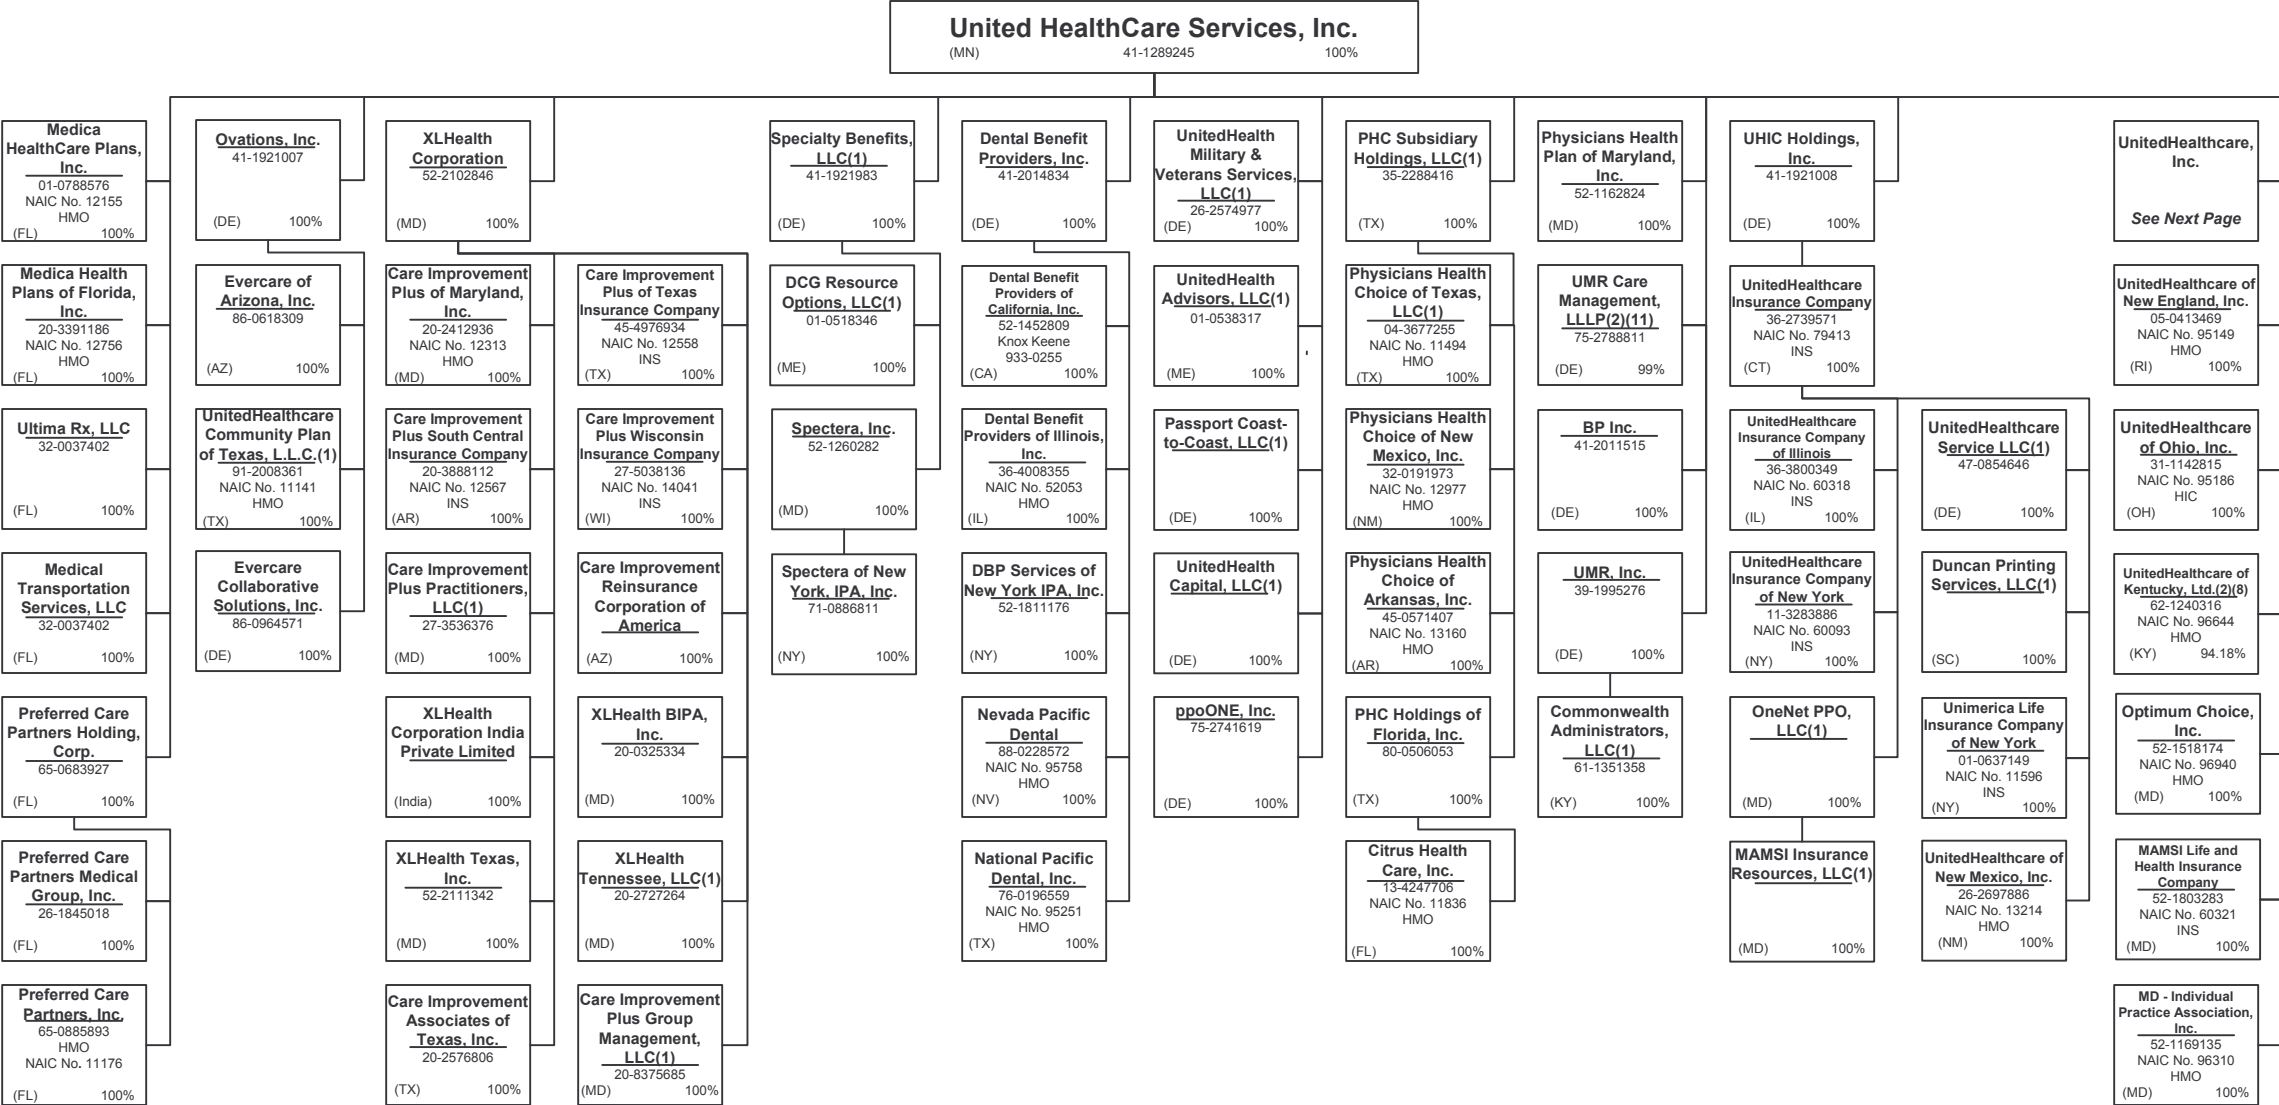 United HealthCare Services, Inc.
(MN) 41-1289245 100%
Medica
HealthCare Plans,
Inc.
01-0788576
NAIC No. 12155
HMO
(FL) 100%
Medica Health
Plans of Florida,
Inc.
20-3391186
NAIC No. 12756
HMO
(FL) 100%
Ultima Rx, LLC
32-0037402
(FL) 100%
Medical
Transportation
Services, LLC
32-0037402
(FL) 100%
Preferred Care
Partners Holding,
Corp.
65-0683927
(FL) 100%
Preferred Care
Partners Medical
Group, Inc.
26-1845018
(FL) 100%
Preferred Care
Partners, Inc.
65-0885893
HMO
NAIC No. 11176
(FL) 100%
Ovations, Inc.
41-1921007
(DE) 100%
Evercare of
Arizona, Inc.
86-0618309
(AZ) 100%
UnitedHealthcare
Community Plan
of Texas, L.L.C.(1)
91-2008361
NAIC No. 11141
HMO
(TX) 100%
Evercare
Collaborative
Solutions, Inc.
86-0964571
(DE) 100%
XLHealth
Corporation
52-2102846
(MD) 100%
Care Improvement
Plus of Maryland,
Inc.
20-2412936
NAIC No. 12313
HMO
(MD) 100%
Care Improvement
Plus South Central
Insurance Company
20-3888112
NAIC No. 12567
INS
(AR) 100%
Care Improvement
Plus Practitioners,
LLC(1)
27-3536376
(MD) 100%
XLHealth
Corporation India
Private Limited
(India) 100%
XLHealth Texas,
Inc.
52-2111342
(MD) 100%
Care Improvement
Associates of
Texas, Inc.
20-2576806
(TX) 100%
Care Improvement
Plus of Texas
Insurance Company
45-4976934
NAIC No. 12558
INS
(TX) 100%
Care Improvement
Plus Wisconsin
Insurance Company
27-5038136
NAIC No. 14041
INS
(WI) 100%
Care Improvement
Reinsurance
Corporation of
America
(AZ) 100%
XLHealth BIPA,
Inc.
20-0325334
(MD) 100%
XLHealth
Tennessee, LLC(1)
20-2727264
(MD) 100%
Care Improvement
Plus Group
Management,
LLC(1)
20-8375685
(MD) 100%
Specialty Benefits,
LLC(1)
41-1921983
(DE) 100%
DCG Resource
Options, LLC(1)
01-0518346
(ME) 100%
Spectera, Inc.
52-1260282
(MD) 100%
Spectera of New
York, IPA, Inc.
71-0886811
(NY) 100%
Dental Benefit
Providers, Inc.
41-2014834
(DE) 100%
Dental Benefit
Providers of
California, Inc.
52-1452809
Knox Keene
933-0255
(CA) 100%
Dental Benefit
Providers of Illinois,
Inc.
36-4008355
NAIC No. 52053
HMO
(IL) 100%
DBP Services of
New York IPA, Inc.
52-1811176
(NY) 100%
Nevada Pacific
Dental
88-0228572
NAIC No. 95758
HMO
(NV) 100%
National Pacific
Dental, Inc.
76-0196559
NAIC No. 95251
HMO
(TX) 100%
UnitedHealth
Military &
Veterans Services,
LLC(1)
26-2574977
(DE) 100%
UnitedHealth
Advisors, LLC(1)
01-0538317
(ME) 100%
Passport Coast-
to-Coast, LLC(1)
(DE) 100%
UnitedHealth
Capital, LLC(1)
(DE) 100%
ppoONE, Inc.
75-2741619
(DE) 100%
PHC Subsidiary
Holdings, LLC(1)
35-2288416
(TX) 100%
Physicians Health
Choice of Texas,
LLC(1)
04-3677255
NAIC No. 11494
HMO
(TX) 100%
Physicians Health
Choice of New
Mexico, Inc.
32-0191973
NAIC No. 12977
HMO
(NM) 100%
Physicians Health
Choice of
Arkansas, Inc.
45-0571407
NAIC No. 13160
HMO
(AR) 100%
PHC Holdings of
Florida, Inc.
80-0506053
(TX) 100%
Citrus Health
Care, Inc.
13-4247706
NAIC No. 11836
HMO
(FL) 100%
Physicians Health
Plan of Maryland,
Inc.
52-1162824
(MD) 100%
UMR Care
Management,
LLLP(2)(11)
75-2788811
(DE) 99%
BP Inc.
41-2011515
(DE) 100%
UMR, Inc.
39-1995276
(DE) 100%
Commonwealth
Administrators,
LLC(1)
61-1351358
(KY) 100%
UHIC Holdings,
Inc.
41-1921008
(DE) 100%
UnitedHealthcare
Insurance Company
36-2739571
NAIC No. 79413
INS
(CT) 100%
UnitedHealthcare
Insurance Company
of Illinois
36-3800349
NAIC No. 60318
INS
(IL) 100%
UnitedHealthcare
Insurance Company
of New York
11-3283886
NAIC No. 60093
INS
(NY) 100%
OneNet PPO,
LLC(1)
(MD) 100%
MAMSI Insurance
Resources, LLC(1)
(MD) 100%
UnitedHealthcare
Service LLC(1)
47-0854646
(DE) 100%
Duncan Printing
Services, LLC(1)
(SC) 100%
Unimerica Life
Insurance Company
of New York
01-0637149
NAIC No. 11596
INS
(NY) 100%
UnitedHealthcare of
New Mexico, Inc.
26-2697886
NAIC No. 13214
HMO
(NM) 100%
UnitedHealthcare,
Inc.
See Next Page
UnitedHealthcare of
New England, Inc.
05-0413469
NAIC No. 95149
HMO
(RI) 100%
UnitedHealthcare
of Ohio, Inc.
31-1142815
NAIC No. 95186
HIC
(OH) 100%
UnitedHealthcare of
Kentucky, Ltd.(2)(8)
62-1240316
NAIC No. 96644
HMO
(KY) 94.18%
Optimum Choice,
Inc.
52-1518174
NAIC No. 96940
HMO
(MD) 100%
MAMSI Life and
Health Insurance
Company
52-1803283
NAIC No. 60321
INS
(MD) 100%
MD - Individual
Practice Association,
Inc.
52-1169135
NAIC No. 96310
HMO
(MD) 100%